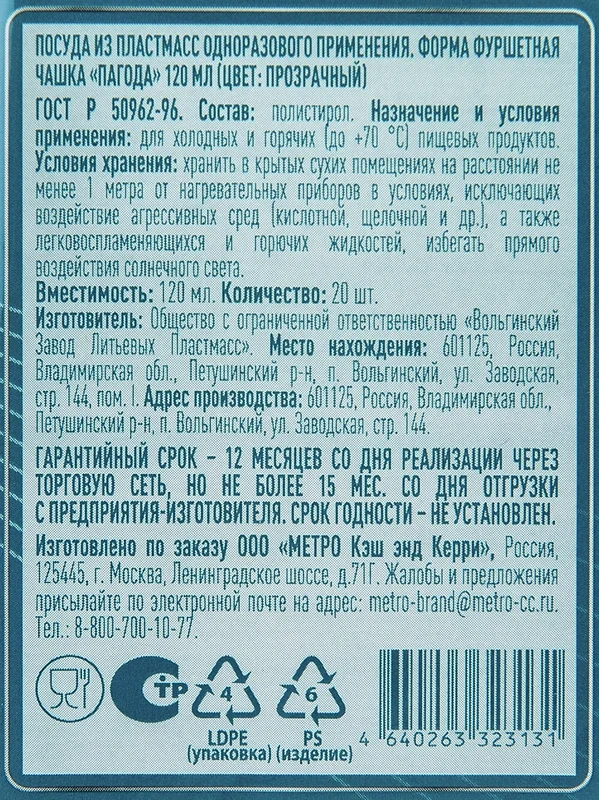 ПОСУДА ИЗ ПЛАСТМАСС ОДНОРАЗОВОГО ПРИМЕНЕНИЯ. ФОРМА ФУРШЕТНАЯ
ЧАШКА «ПАГОДА» 120 МЛ (ЦВЕТ: ПРОЗРАЧНЫЙ)
ГОСТ Р 50962-96. Состав: полистирол. Назначение и условия
применения: для холодных и горячих (до +70 °С) пищевых продуктов.
Условия хранения: хранить в крытых сухих помещениях на расстоянии не
менее 1 метра от нагревательных приборов в условиях, исключающих
воздействие агрессивных сред (кислотной, щелочной и др.), а также
легковоспламеняющихся и горючих жидкостей, избегать прямого
воздействия солнечного света.
Вместимость: 120 мл. Количество: 20 шт.
Изготовитель: Общество с ограниченной ответственностью «Вольгинский
Завод Литьевых Пластмасс». Место нахождения: 601125, Россия,
Владимирская обл., Петушинский р-н, п. Вольгинский, ул. Заводская,
стр. 144, пом. I. Адрес производства: 601125, Россия, Владимирская обл.,
Петушинский р-н, п. Вольгинский, ул. Заводская, стр. 144.
ГАРАНТИЙНЫЙ СРОК – 12 МЕСЯЦЕВ СО ДНЯ РЕАЛИЗАЦИИ ЧЕРЕЗ
ТОРГОВУЮ СЕТЬ, НО НЕ БОЛЕЕ 15 МЕС. СО ДНЯ ОТГРУЗКИ
С ПРЕДПРИЯТИЯ-ИЗГОТОВИТЕЛЯ. СРОК ГОДНОСТИ – НЕ УСТАНОВЛЕН.
Изготовлено по заказу ООО «МЕТРО Кэш энд Керри», Россия,
125445, г. Москва, Ленинградское шоссе, д.71Г. Жалобы и предложения
присылайте по электронной почте на адрес: metro-brand@metro-cc.ru.
Тел.: 8-800-700-10-77.
СТР 4 6
LDPE PS
(упаковка) (изделие)
4 640263 323131